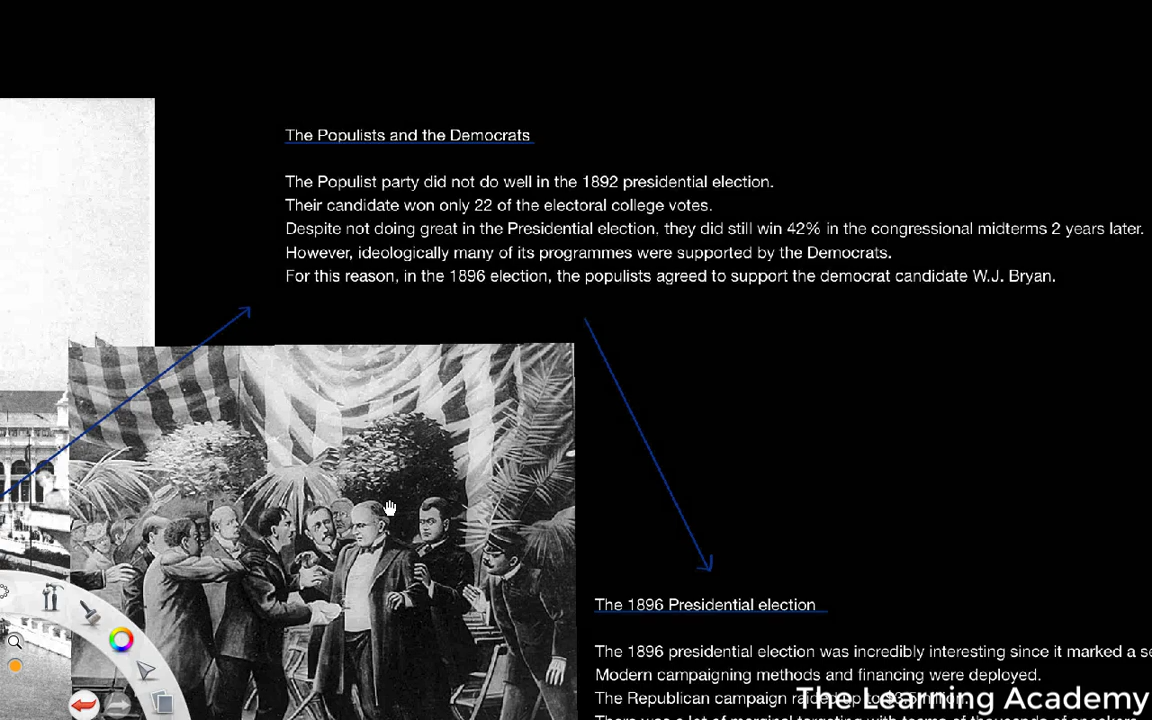 The Populists and the Democrats
The Populist party did not do well in the 1892 presidential election.
Their candidate won only 22 of the electoral college votes.
Despite not doing great in the Presidential election, they did still win 42% in the congressional midterms 2 years later.
However, ideologically many of its programmes were supported by the Democrats.
For this reason, in the 1896 election, the populists agreed to support the democrat candidate W.J. Bryan.
The 1896 Presidential election
The 1896 presidential election was incredibly interesting since it marked a
Modern campaigning methods and financing were deployed.
The Republican campaign raised up to
The Learning Academy